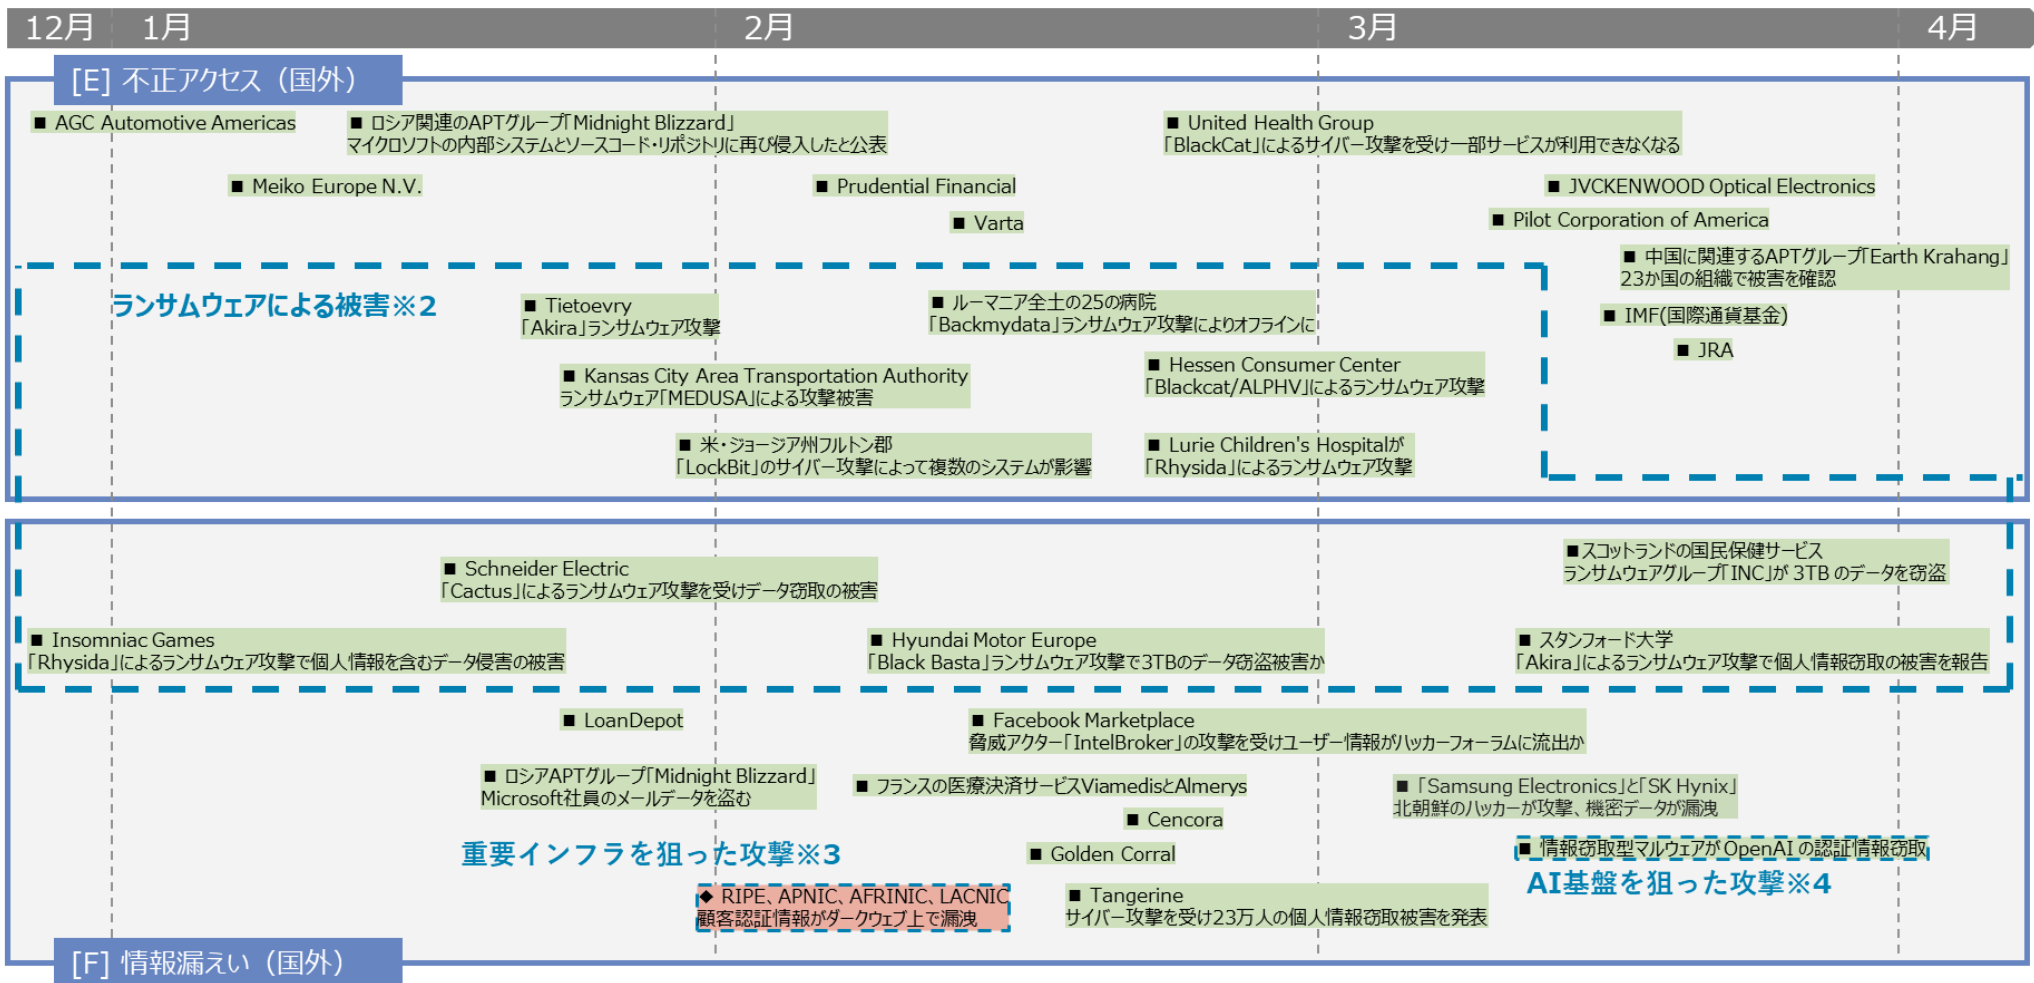 12月 1月 2月 3月 4月
[E] 不正アクセス（国外）
■ AGC Automotive Americas
■ ロシア関連のAPTグループ「Midnight Blizzard」
マイクロソフトの内部システムとソースコード・リポジトリに再び侵入したと公表
■ United Health Group
「BlackCat」によるサイバー攻撃を受け一部サービスが利用できなくなる
■ Meiko Europe N.V.
■ Prudential Financial
■ JVCKENWOOD Optical Electronics
■ Varta
■ Pilot Corporation of America
■ 中国に関連するAPTグループ「Earth Krahang」
23か国の組織で被害を確認
ランサムウェアによる被害※2
■ Tietoevry
「Akira」ランサムウェア攻撃
■ ルーマニア全土の25の病院
「Backmydata」ランサムウェア攻撃によりオフラインに
■ IMF(国際通貨基金)
■ JRA
■ Kansas City Area Transportation Authority
ランサムウェア「MEDUSA」による攻撃被害
■ Hessen Consumer Center
「Blackcat/ALPHV」によるランサムウェア攻撃
■ 米・ジョージア州フルトン郡
「LockBit」のサイバー攻撃によって複数のシステムが影響
■ Lurie Children's Hospitalが
「Rhysida」によるランサムウェア攻撃
■ Schneider Electric
「Cactus」によるランサムウェア攻撃を受けデータ窃取の被害
■スコットランドの国民保健サービス
ランサムウェアグループ「INC」が 3TB のデータを窃盗
■ Insomniac Games
「Rhysida」によるランサムウェア攻撃で個人情報を含むデータ侵害の被害
■ Hyundai Motor Europe
「Black Basta」ランサムウェア攻撃で3TBのデータ窃盗被害か
■ スタンフォード大学
「Akira」によるランサムウェア攻撃で個人情報窃取の被害を報告
■ LoanDepot
■ Facebook Marketplace
脅威アクター「IntelBroker」の攻撃を受けユーザー情報がハッカーフォーラムに流出か
■ ロシアAPTグループ「Midnight Blizzard」
Microsoft社員のメールデータを盗む
■ フランスの医療決済サービスViamedisとAlmerys
■「Samsung Electronics」と「SK Hynix」
北朝鮮のハッカーが攻撃、機密データが漏洩
■ Cencora
重要インフラを狙った攻撃※3
■ Golden Corral
■ 情報窃取型マルウェアが OpenAI の認証情報窃取
AI基盤を狙った攻撃※4
◆ RIPE、APNIC、AFRINIC、LACNIC
顧客認証情報がダークウェブ上で漏洩
■ Tangerine
サイバー攻撃を受け23万人の個人情報窃取被害を発表
[F] 情報漏えい（国外）